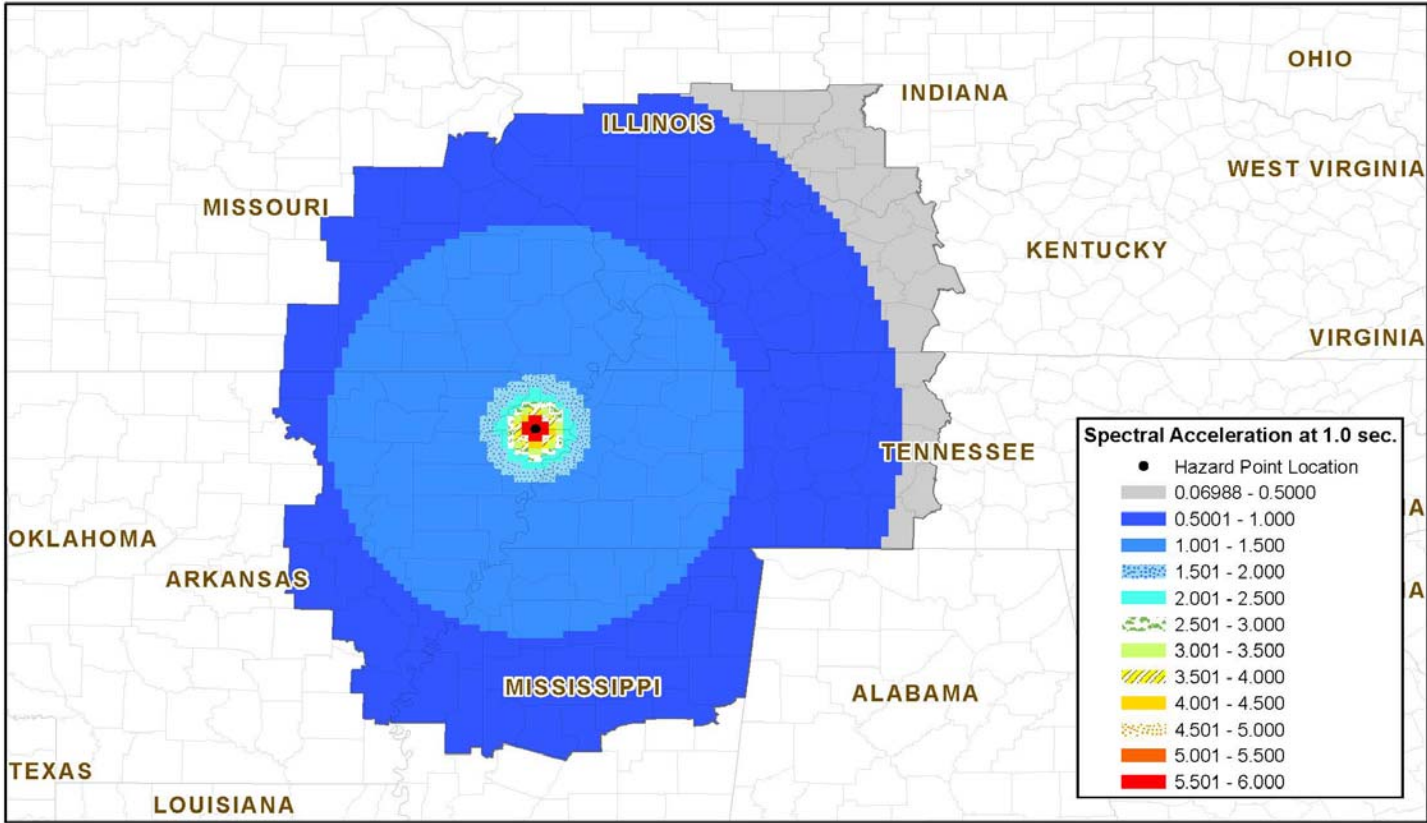 OHIO
INDIANA
ILLINOIS
WEST VIRGINIA
MISSOURI
KENTUCKY
VIRGINIA
TENNESSEE
OKLAHOMA
ARKANSAS
MISSISSIPPI
ALABAMA
TEXAS
LOUISIANA
Spectral Acceleration at 1.0 sec.
Hazard Point Location
0.06988 - 0.5000
0.5001 - 1.000
1.001 - 1.500
1.501 - 2.000
2.001 - 2.500
2.501 - 3.000
3.001 - 3.500
3.501 - 4.000
4.001 - 4.500
4.501 - 5.000
5.001 - 5.500
5.501 - 6.000